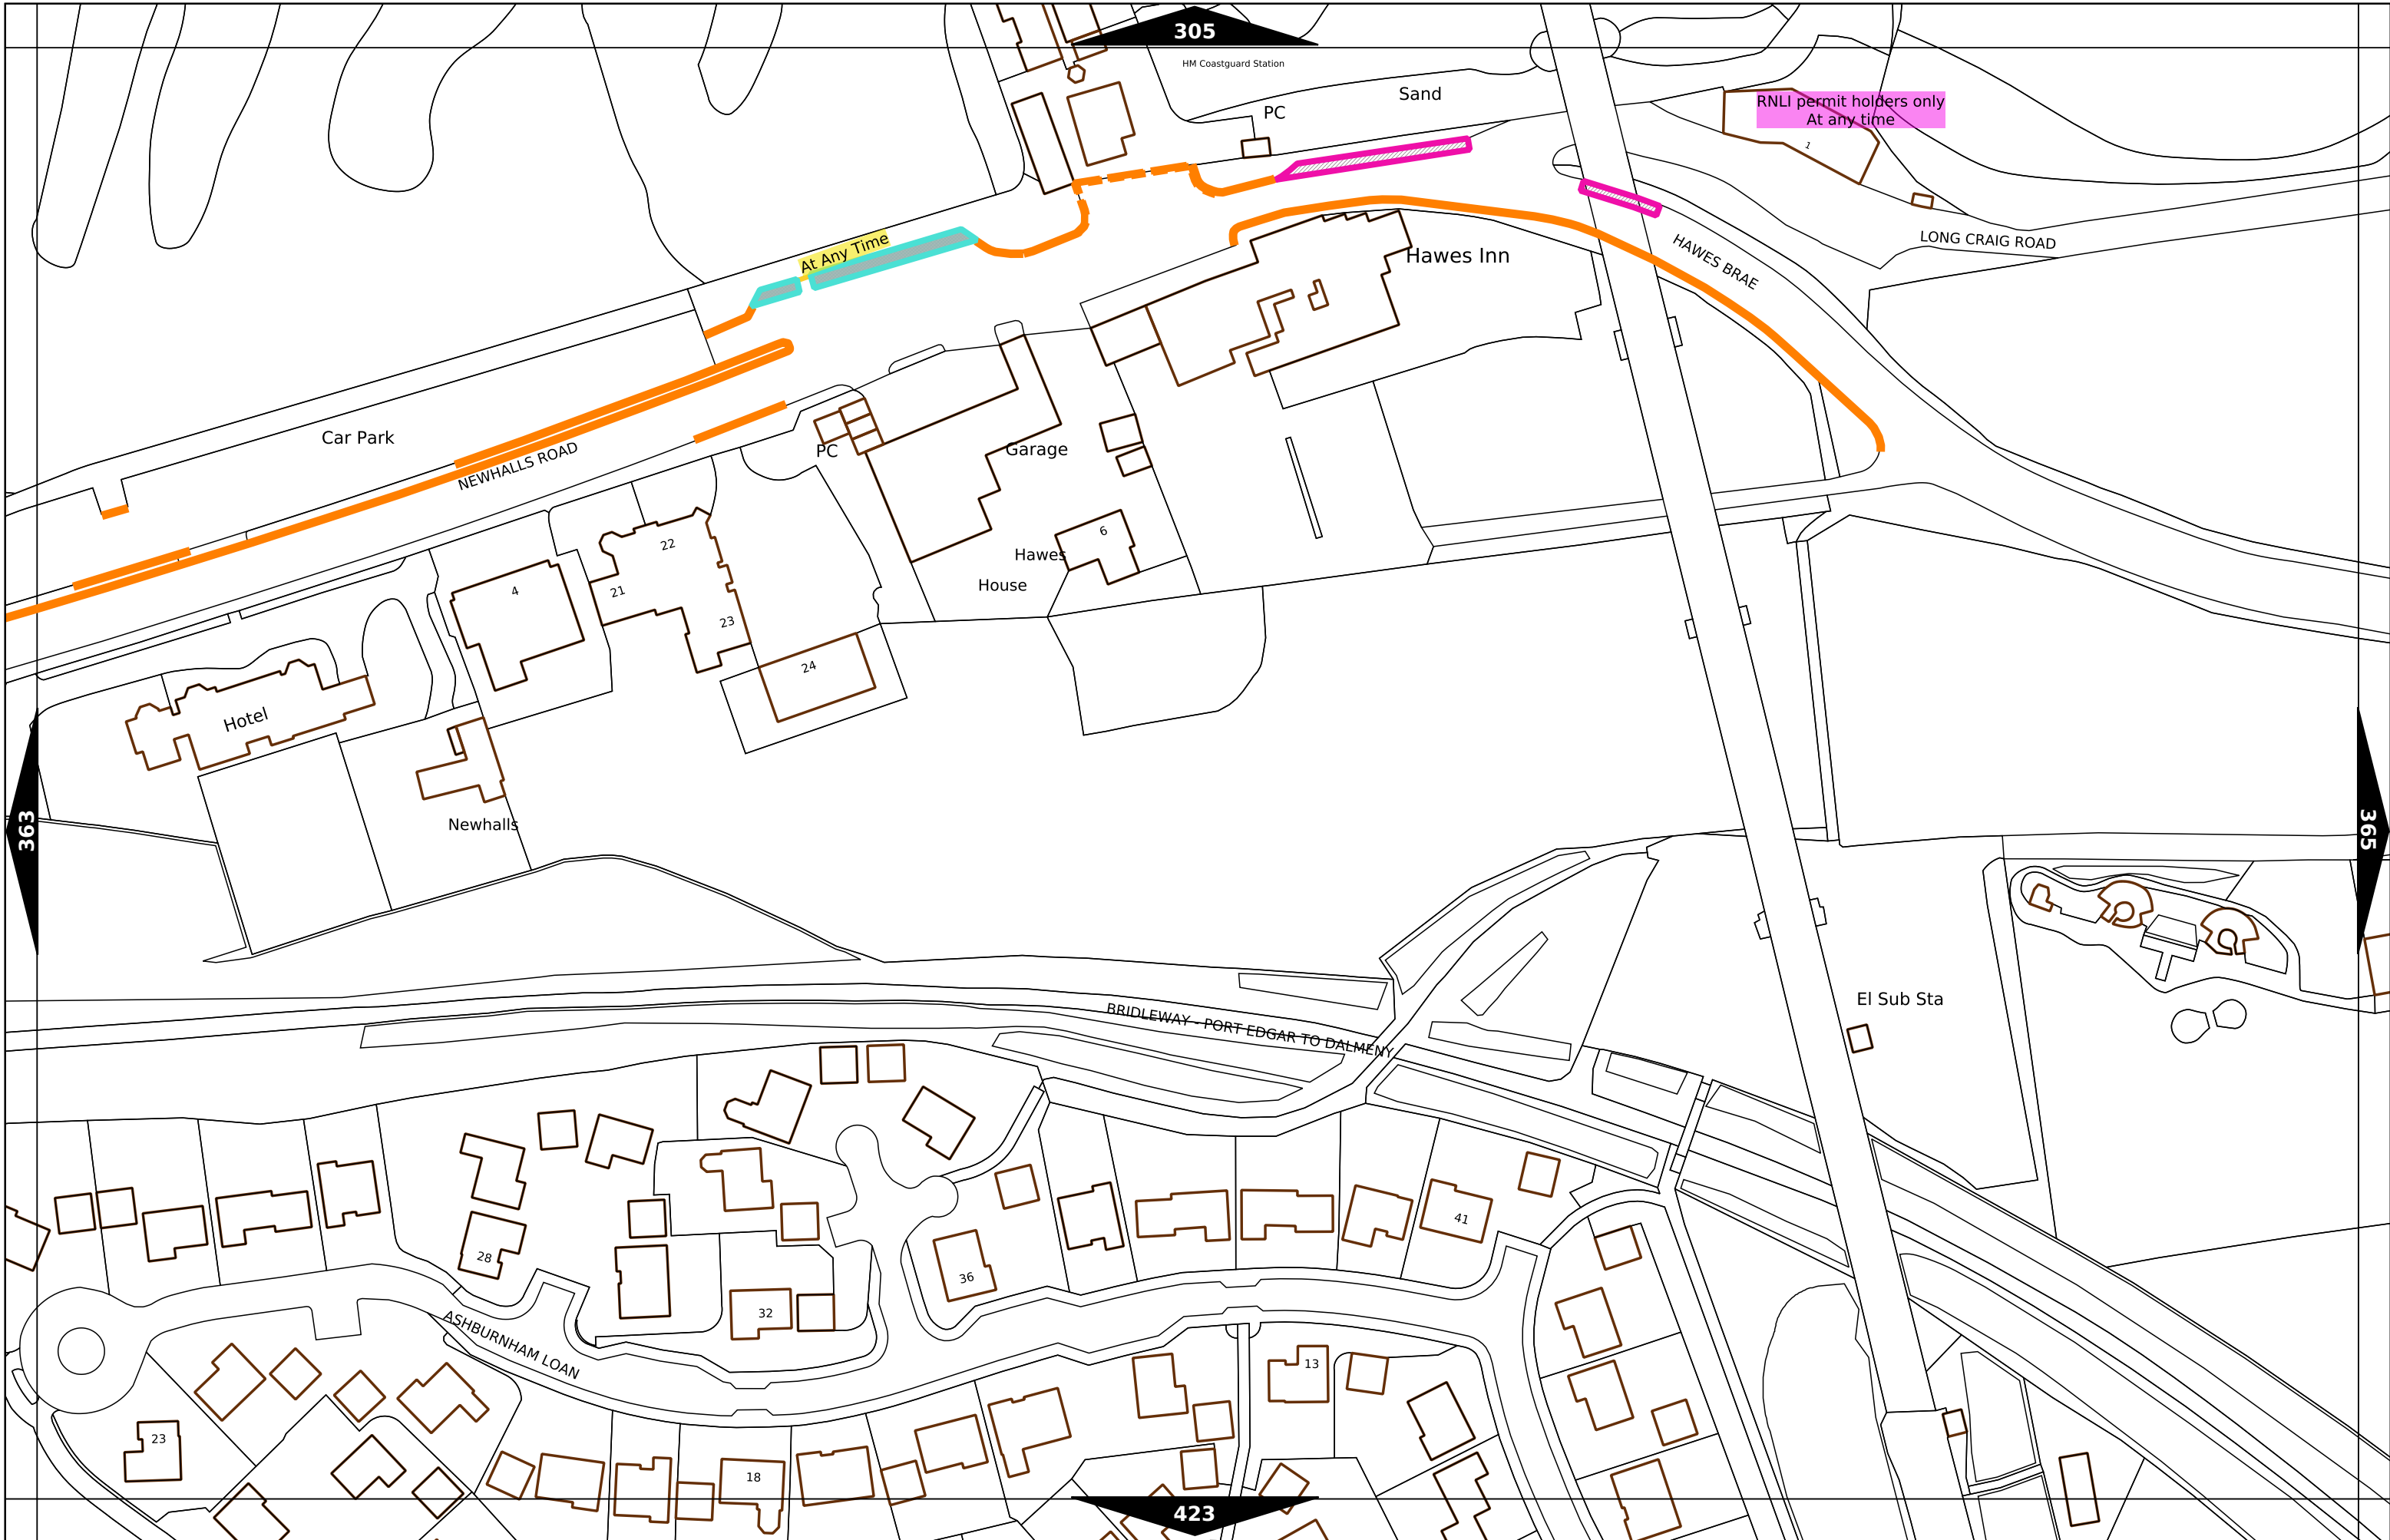 305
HM Coastguard Station
Sand
PC
RNLI permit holders only
At any time
1
At Any Time
Hawes Inn
HAWES BRAE
LONG CRAIG ROAD
Car Park
NEWHALLS ROAD
PC
Garage
6
Hawes
House
22
21
4
23
24
Hotel
Newhalls
363
365
El Sub Sta
BRIDLEWAY - PORT EDGAR TO DALMENY
28
32
36
41
ASHBURNHAM LOAN
13
23
18
423